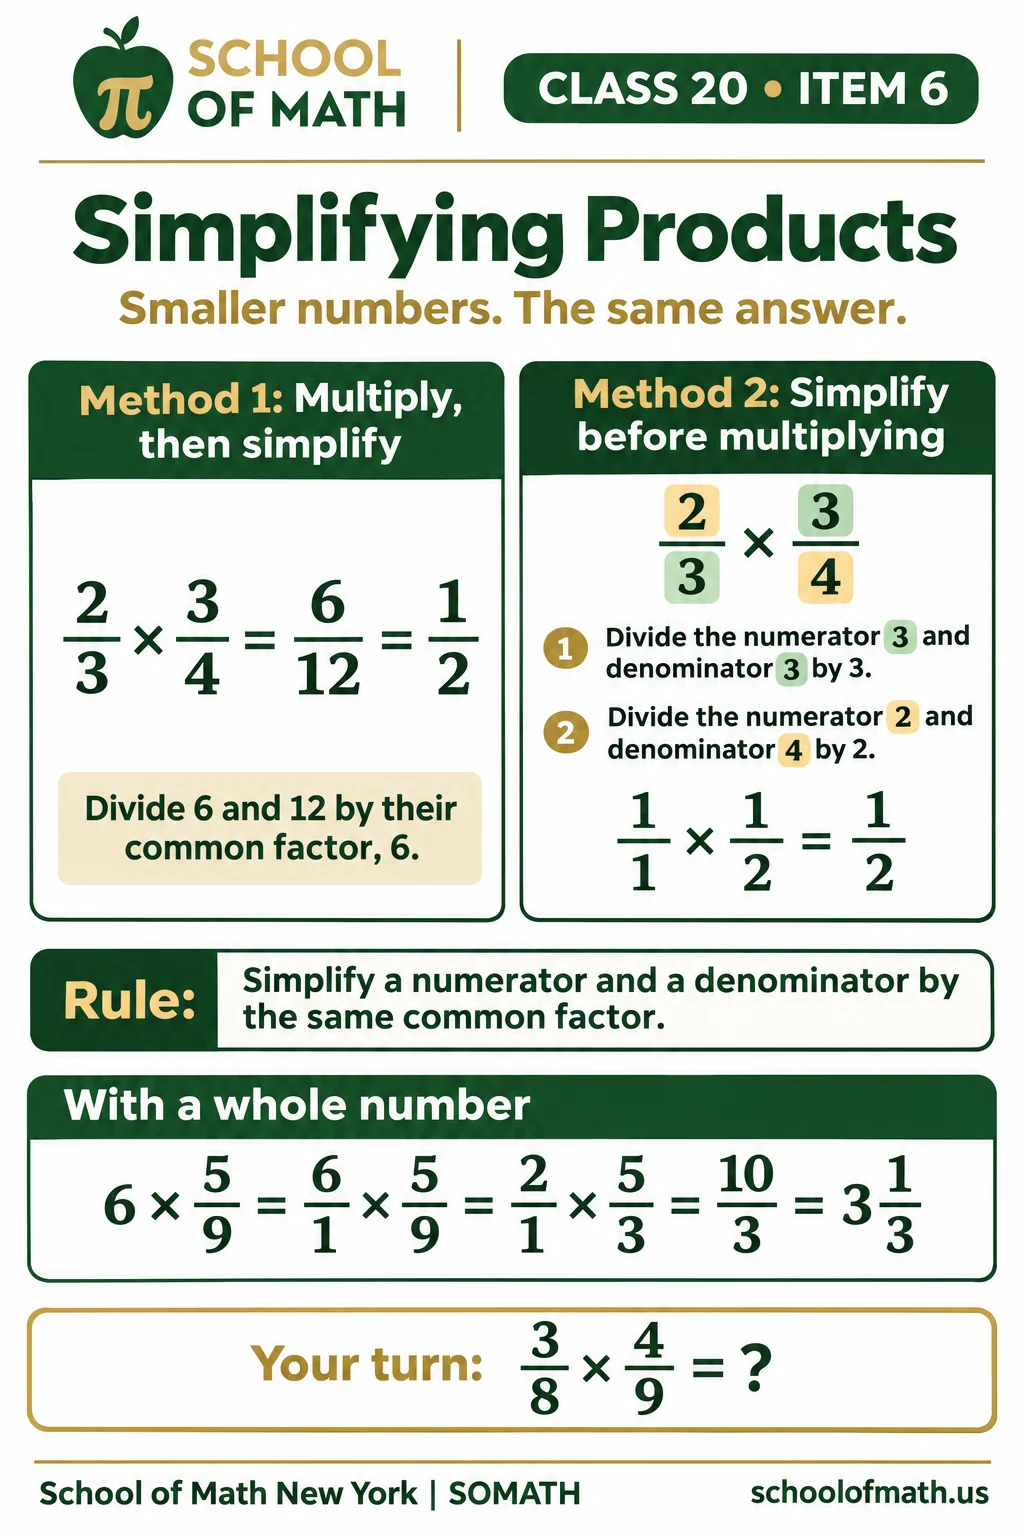 SCHOOL
OF MATH
π
CLASS 20 • ITEM 6
Simplifying Products
Smaller numbers. The same answer.
Method 1: Multiply,
then simplify
2/3 × 3/4 = 6/12 = 1/2
Divide 6 and 12 by their
common factor, 6.
Method 2: Simplify
before multiplying
2/3 × 3/4
1 Divide the numerator 3 and
denominator 3 by 3.
2 Divide the numerator 2 and
denominator 4 by 2.
1/1 × 1/2 = 1/2
Rule:
Simplify a numerator and a denominator by
the same common factor.
With a whole number
6 × 5/9 = 6/1 × 5/9 = 2/1 × 5/3 = 10/3 = 3 1/3
Your turn: 3/8 × 4/9 = ?
School of Math New York | SOMATH
schoolofmath.us